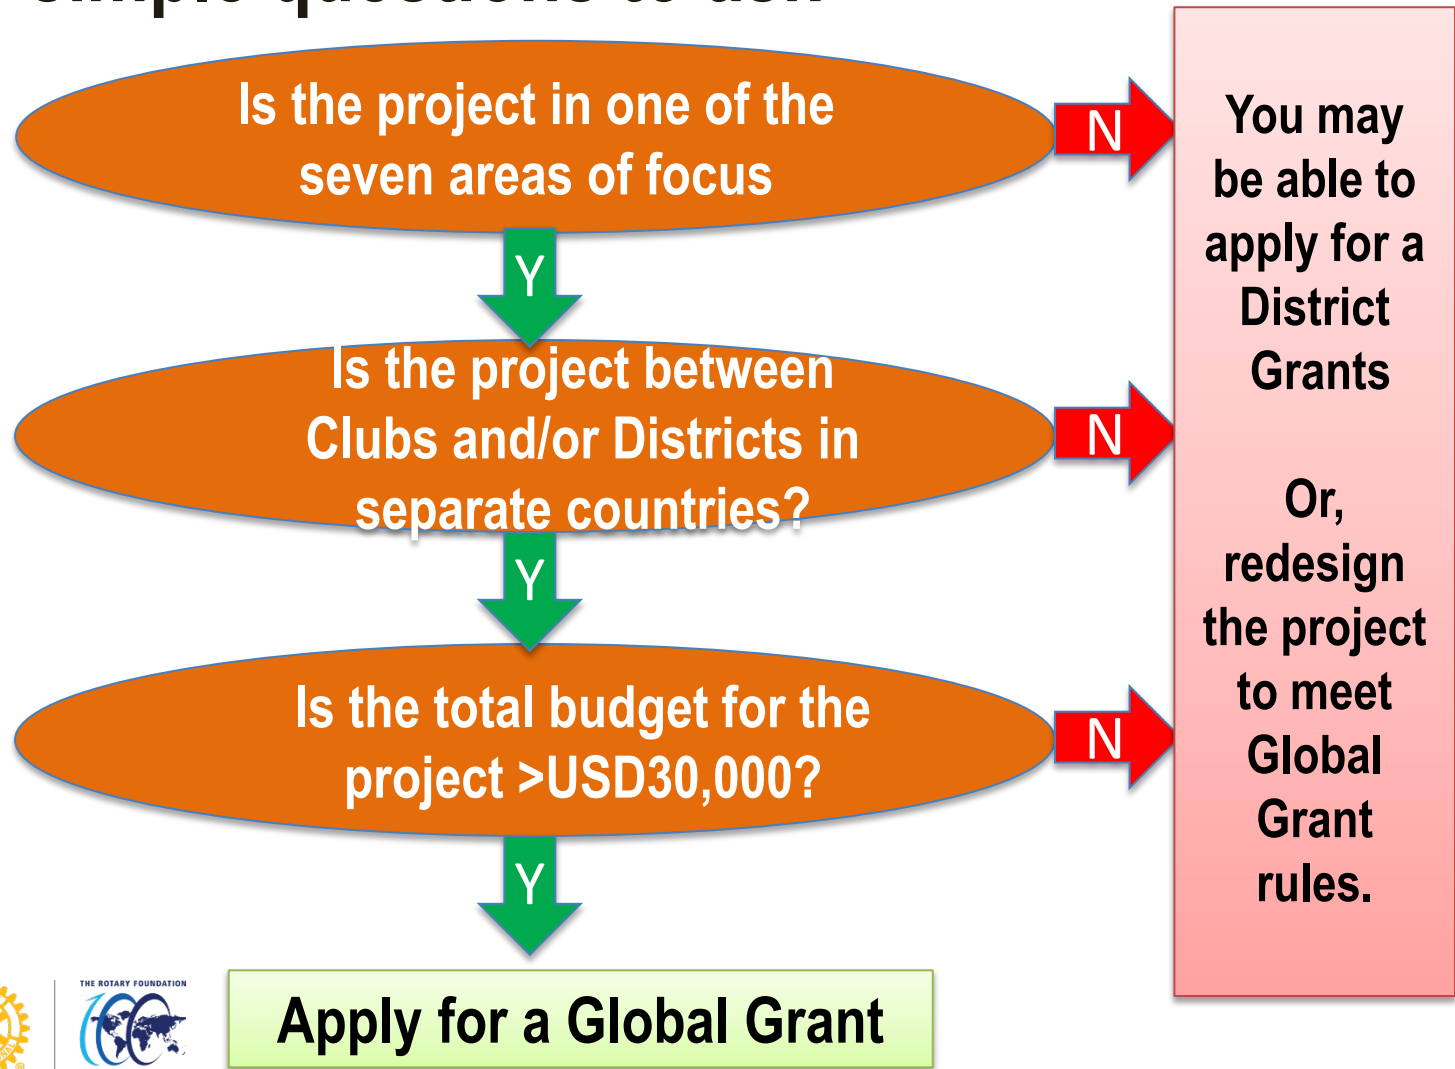 Is the project in one of the
seven areas of focus
N
Y
Is the project between
Clubs and/or Districts in
separate countries?
N
Y
Is the total budget for the
project >USD30,000?
N
Y
Apply for a Global Grant
You may
be able to
apply for a
District
Grants
Or,
redesign
the project
to meet
Global
Grant
rules.
THE ROTARY FOUNDATION
100